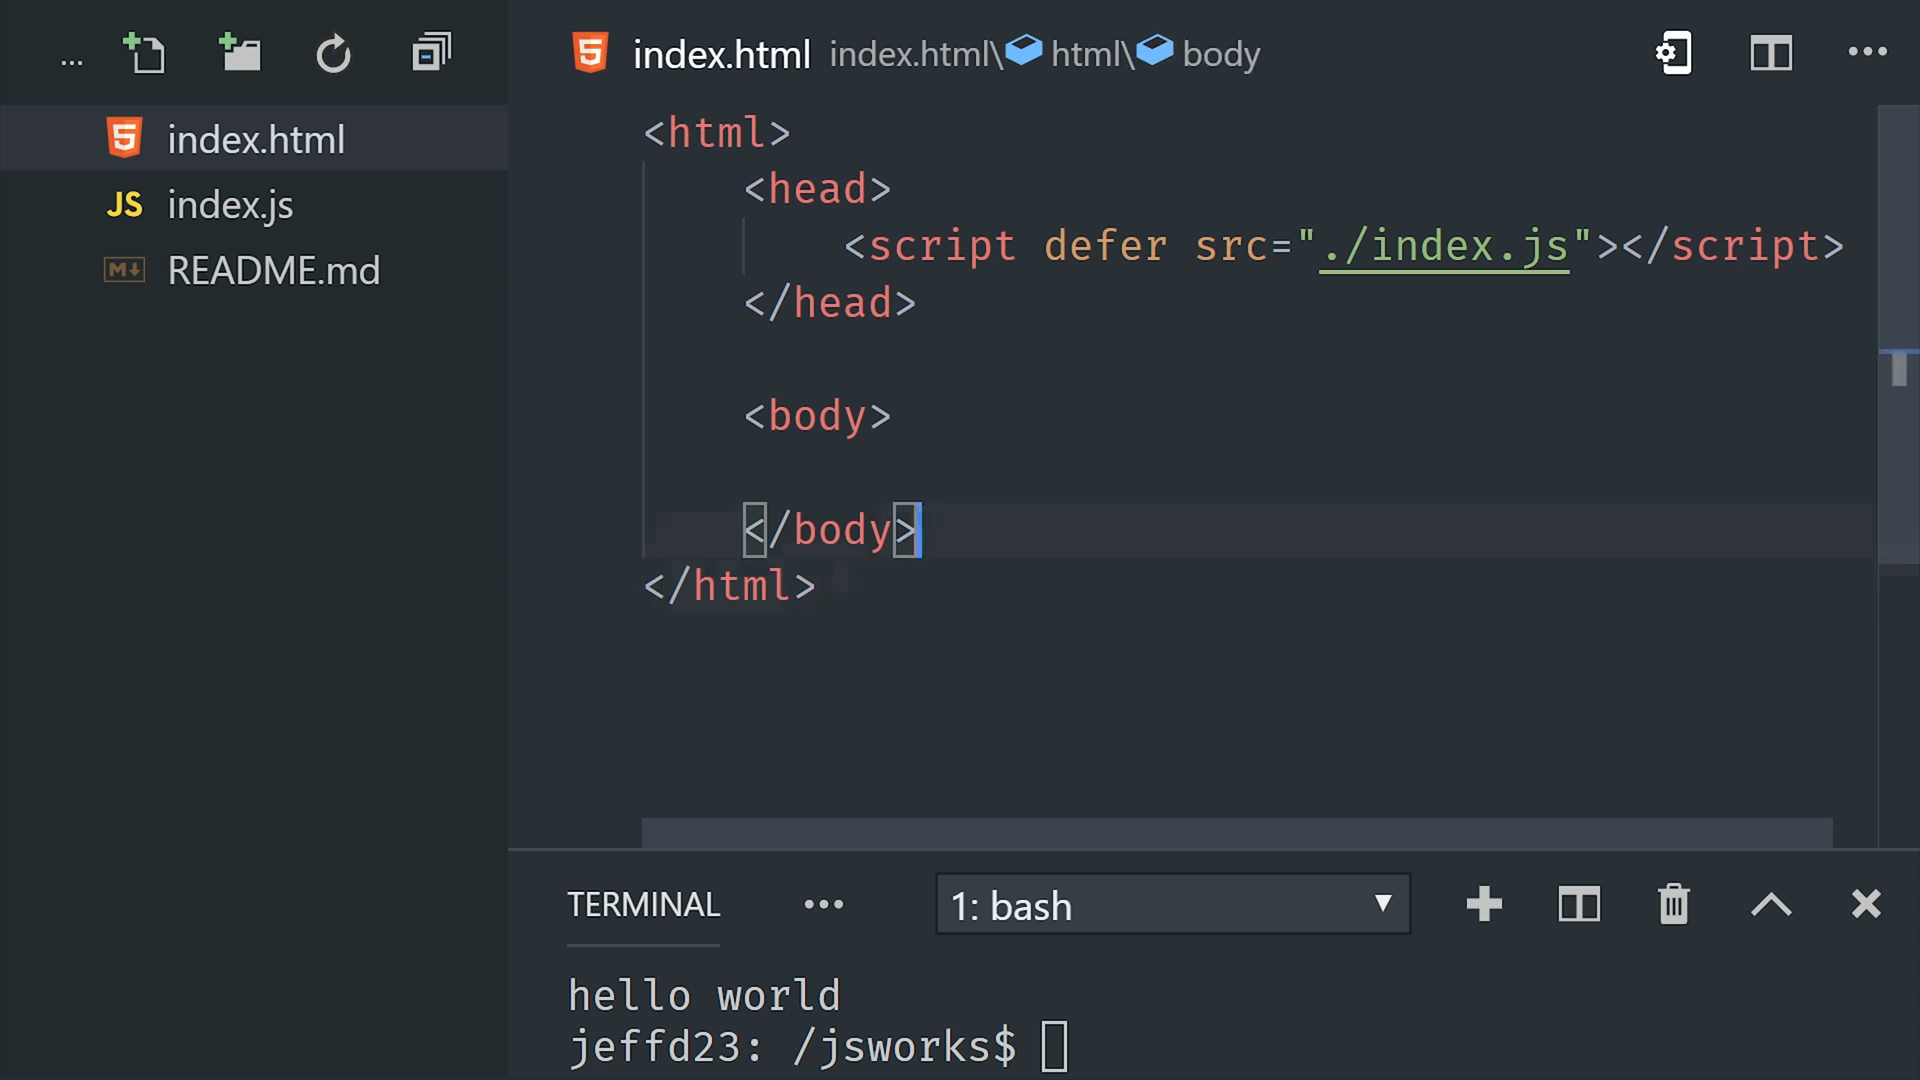 ...
index.html index.html\ html\ body
index.html
JS index.js
M README.md
<html>
<head>
<script defer src="./index.js"></script>
</head>
<body>
</body>
</html>
TERMINAL ... 1: bash
hello world
jeffd23: /jsworks$